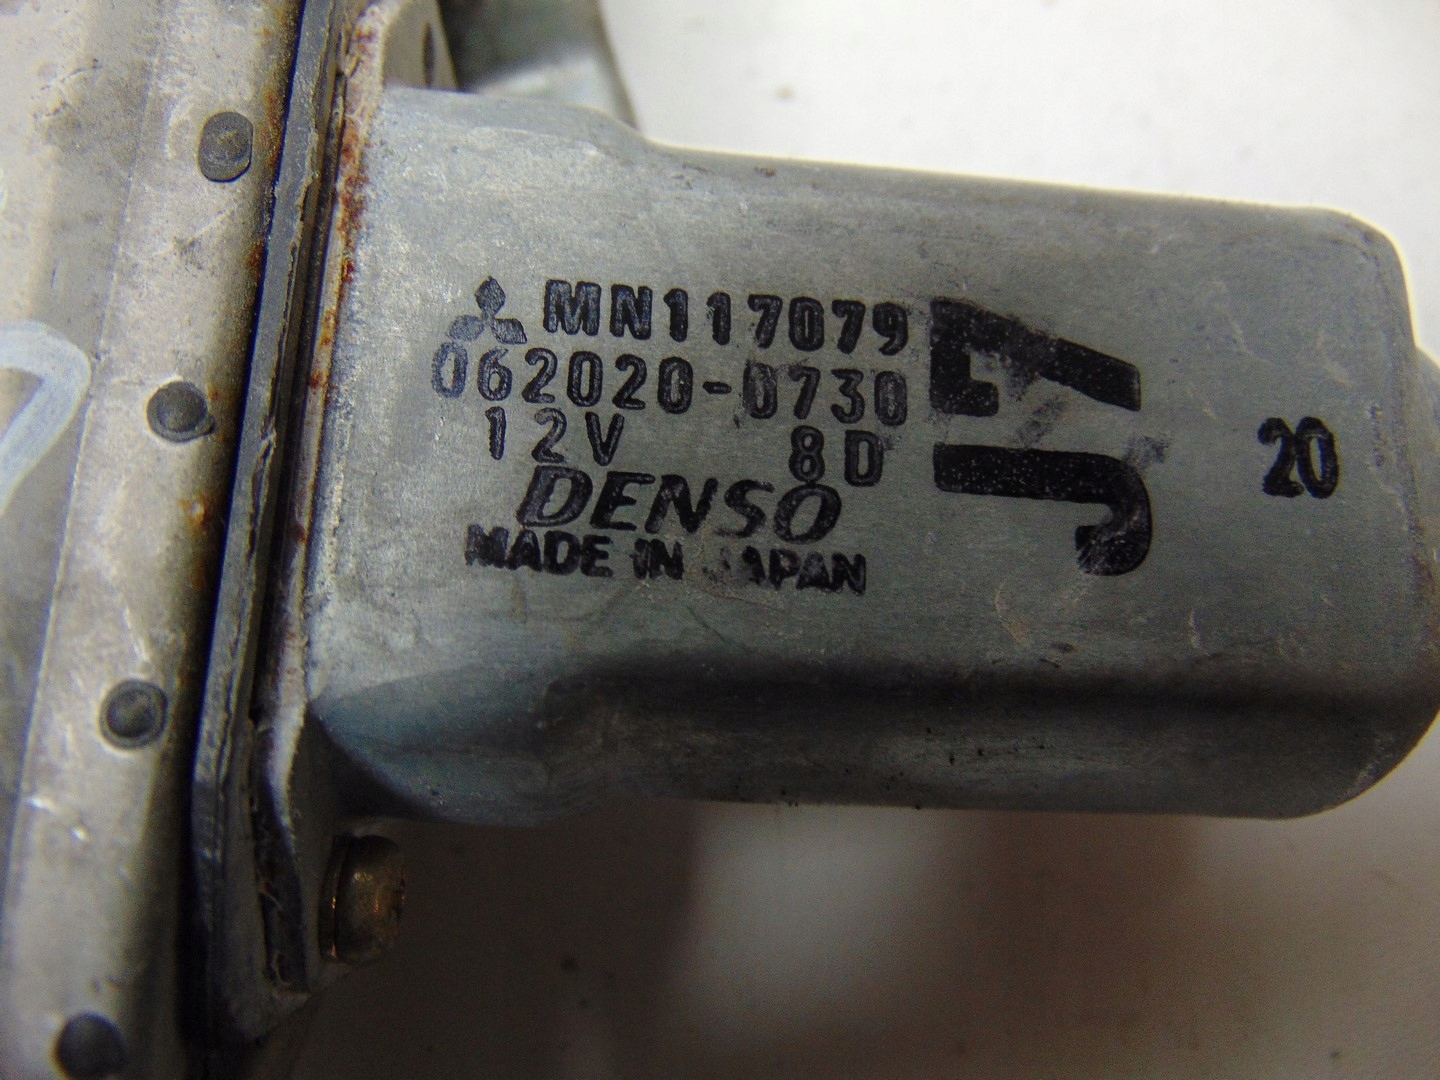 MN117079
062020-0730
12V 8D
DENSO
MADE IN JAPAN
20